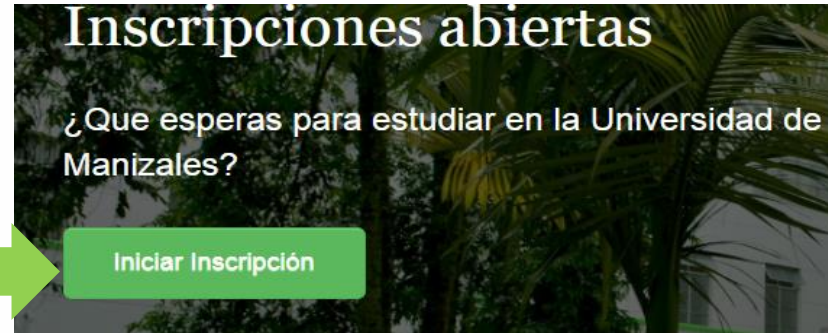 Inscripciones abiertas
¿Que esperas para estudiar en la Universidad de
Manizales?
Iniciar Inscripción